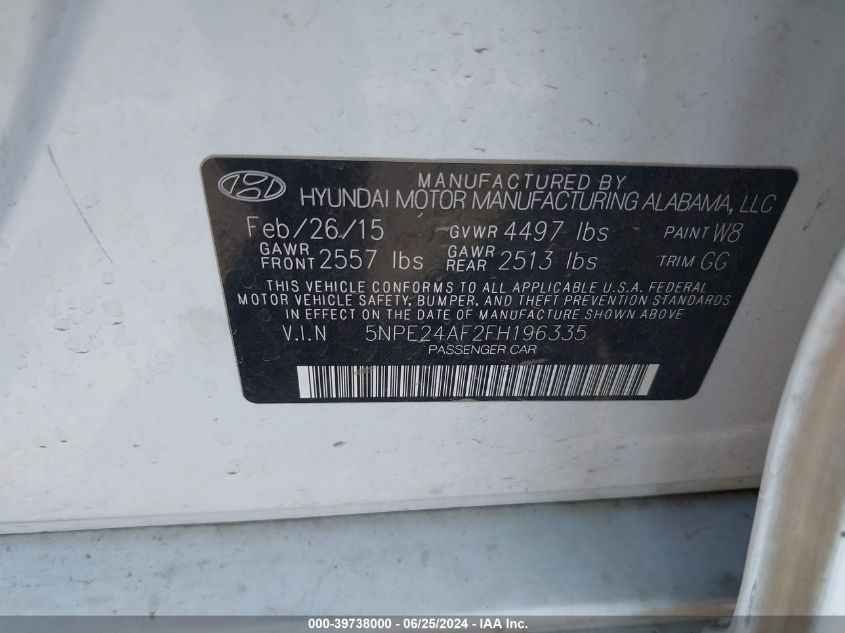 MANUFACTURED BY
HYUNDAI MOTOR MANUFACTURING ALABAMA, LLC
Feb/26/15 GVWR 4497 lbs PAINT W8
GAWR FRONT 2557 lbs GAWR REAR 2513 lbs TRIM GG
THIS VEHICLE CONFORMS TO ALL APPLICABLE U.S.A. FEDERAL
MOTOR VEHICLE SAFETY, BUMPER, AND THEFT PREVENTION STANDARDS
IN EFFECT ON THE DATE OF MANUFACTURE SHOWN ABOVE
V.I.N 5NPE24AF2FH196335
PASSENGER CAR
000-39738000 - 06/25/2024 - IAA Inc.